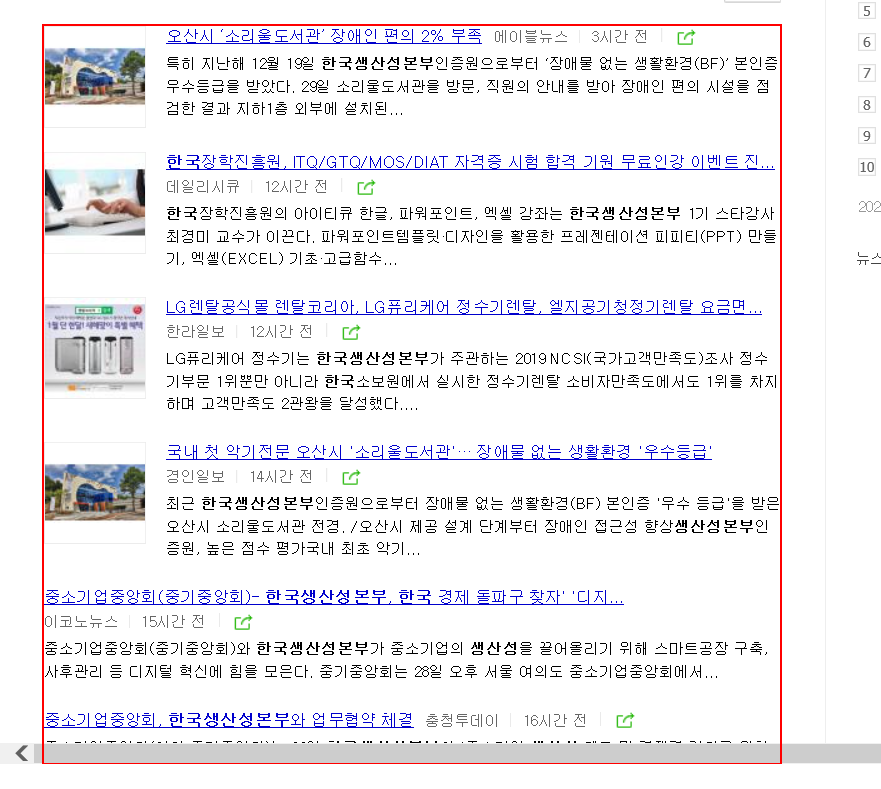 오산시 ‘소리울도서관’ 장애인 편의 2% 부족 에이블뉴스 3시간 전
특히 지난해 12월 19일 한국생산성본부인증원으로부터 ‘장애물 없는 생활환경(BF)’ 본인증
우수등급을 받았다. 29일 소리울도서관을 방문, 직원의 안내를 받아 장애인 편의 시설을 점
검한 결과 지하1층 외부에 설치된...
한국장학진흥원, ITQ/GTQ/MOS/DIAT 자격증 시험 합격 기원 무료인강 이벤트 진...
데일리시큐 12시간 전
한국장학진흥원의 아이티큐 한글, 파워포인트, 엑셀 강좌는 한국생산성본부 1기 스타강사
최경미 교수가 이끈다. 파워포인트템플릿·디자인을 활용한 프레젠테이션 피피티(PPT) 만들
기, 엑셀(EXCEL) 기초·고급함수...
LG렌탈공식몰 렌탈코리아, LG퓨리케어 정수기렌탈, 엘지공기청정기렌탈 요금면...
한라일보 12시간 전
LG퓨리케어 정수기는 한국생산성본부가 주관하는 2019 NCSI(국가고객만족도)조사 정수
기부문 1위뿐만 아니라 한국소보원에서 실시한 정수기렌탈 소비자만족도에서도 1위를 차지
하며 고객만족도 2관왕을 달성했다....
국내 첫 악기전문 오산시 '소리울도서관'… 장애물 없는 생활환경 '우수등급'
경인일보 14시간 전
최근 한국생산성본부인증원으로부터 장애물 없는 생활환경(BF) 본인증 '우수 등급'을 받은
오산시 소리울도서관 전경. /오산시 제공 설계 단계부터 장애인 접근성 향상생산성본부인
증원, 높은 점수 평가국내 최초 악기...
중소기업중앙회(중기중앙회)- 한국생산성본부, 한국 경제 돌파구 찾자' '디지...
이코노뉴스 15시간 전
중소기업중앙회(중기중앙회)와 한국생산성본부가 중소기업의 생산성을 끌어올리기 위해 스마트공장 구축,
사후관리 등 디지털 혁신에 힘을 모은다. 중기중앙회는 28일 오후 서울 여의도 중소기업중앙회에서...
중소기업중앙회, 한국생산성본부와 업무협약 체결 충청투데이 16시간 전
5
6
7
8
9
10
202
뉴스